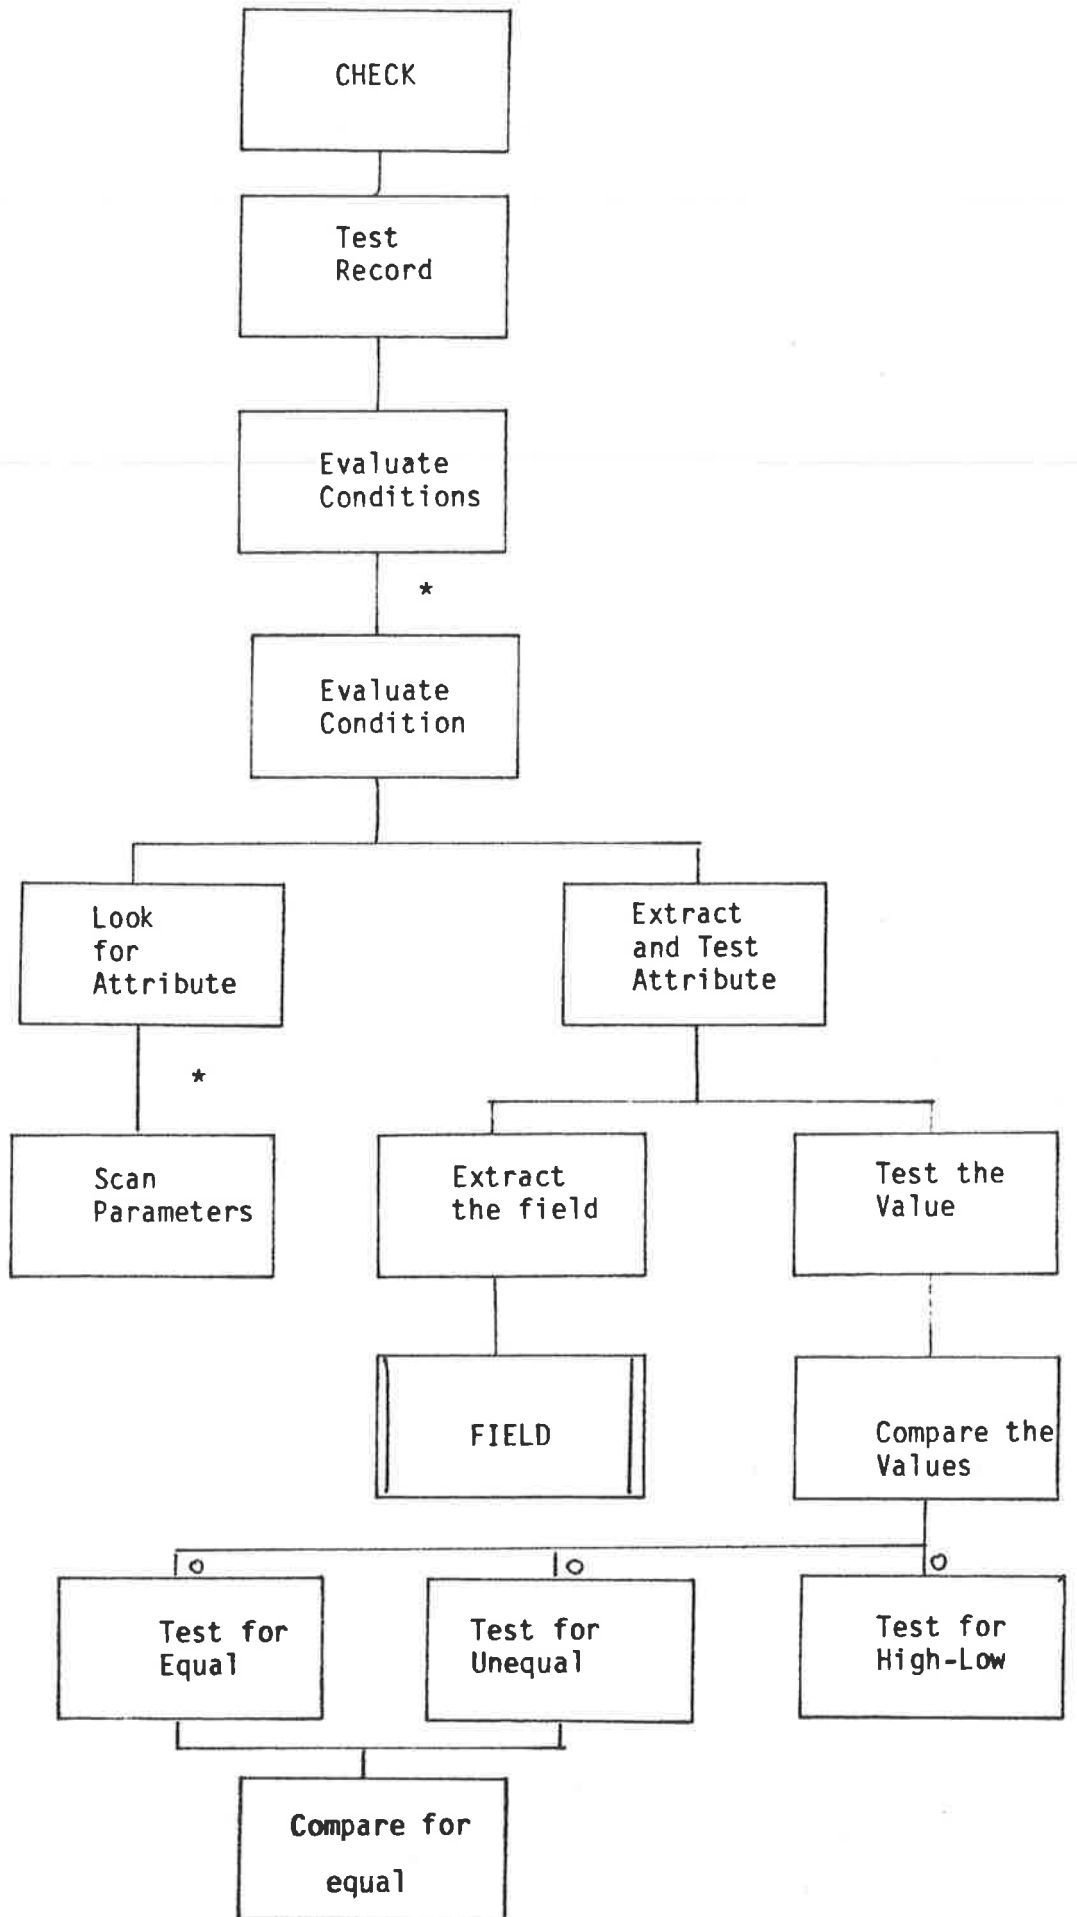 CHECK
Test
Record
Evaluate
Conditions
*
Evaluate
Condition
Look
for
Attribute
Extract
and Test
Attribute
*
Scan
Parameters
Extract
the field
Test the
Value
FIELD
Compare the
Values
o
o
o
Test for
Equal
Test for
Unequal
Test for
High-Low
Compare for
equal